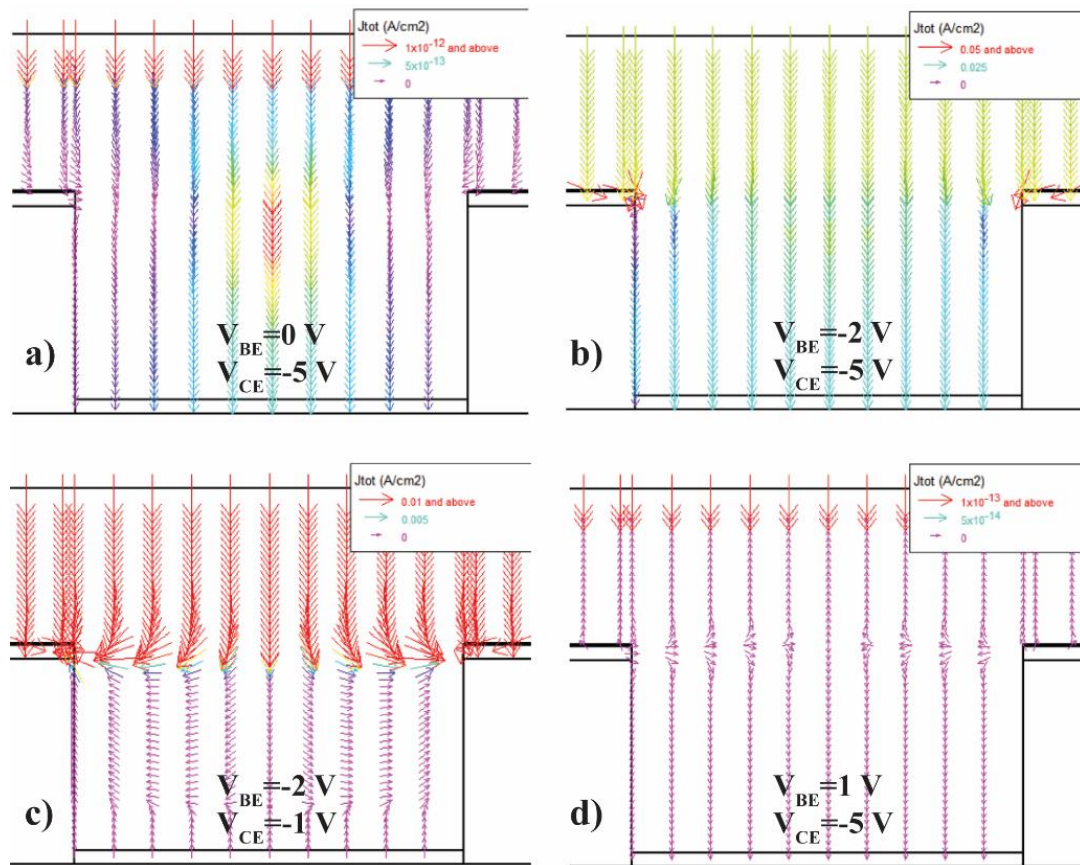 Jtot (A/cm2)
1x10⁻¹² and above
5x10⁻¹³
0
a)
V_BE=0 V
V_CE=-5 V
Jtot (A/cm2)
0.05 and above
0.025
0
b)
V_BE=-2 V
V_CE=-5 V
Jtot (A/cm2)
0.01 and above
0.005
0
c)
V_BE=-2 V
V_CE=-1 V
Jtot (A/cm2)
1x10⁻¹³ and above
5x10⁻¹⁴
0
d)
V_BE=1 V
V_CE=-5 V